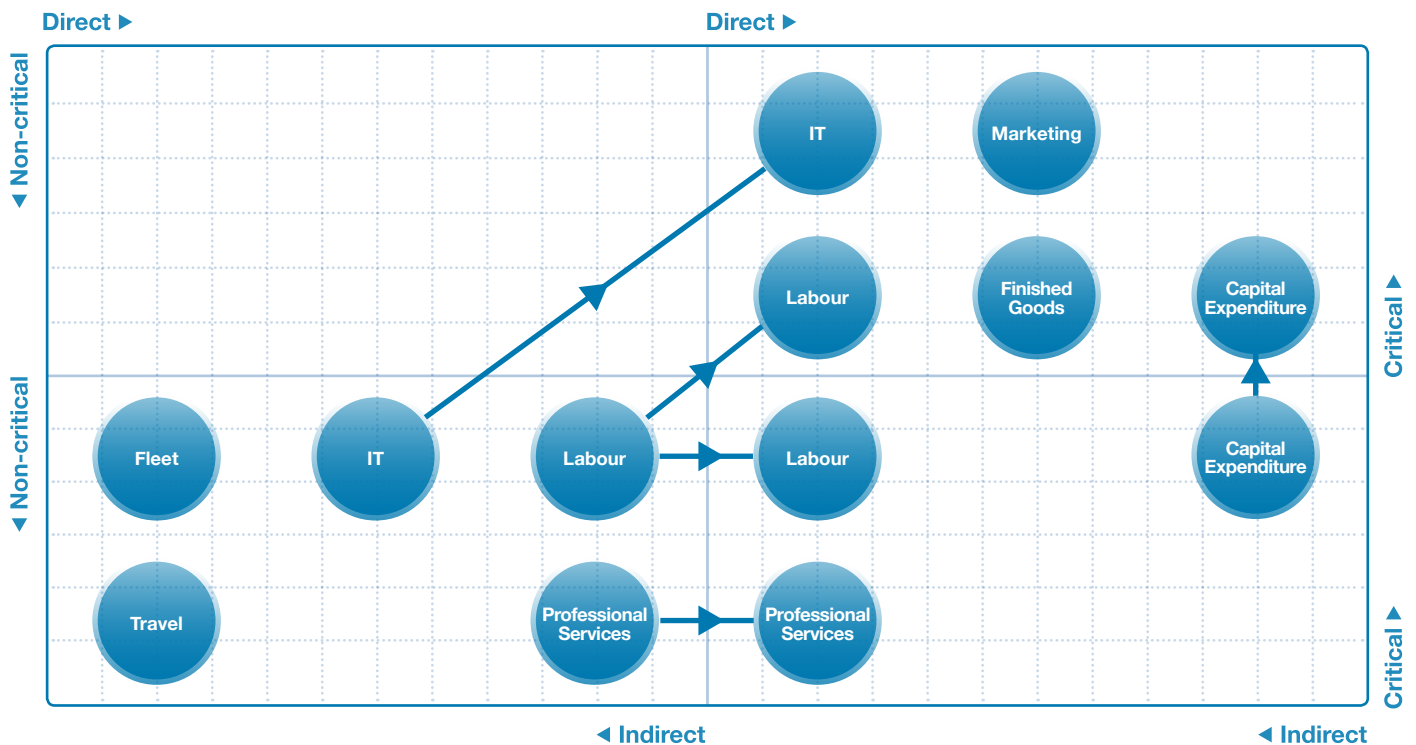 Direct ▶
Direct ▶
◀ Non-critical
IT
Marketing
Labour
Finished
Goods
Capital
Expenditure
Critical ▶
◀ Non-critical
Fleet
IT
Labour
Labour
Capital
Expenditure
Travel
Professional
Services
Professional
Services
Critical ▶
◀ Indirect
◀ Indirect